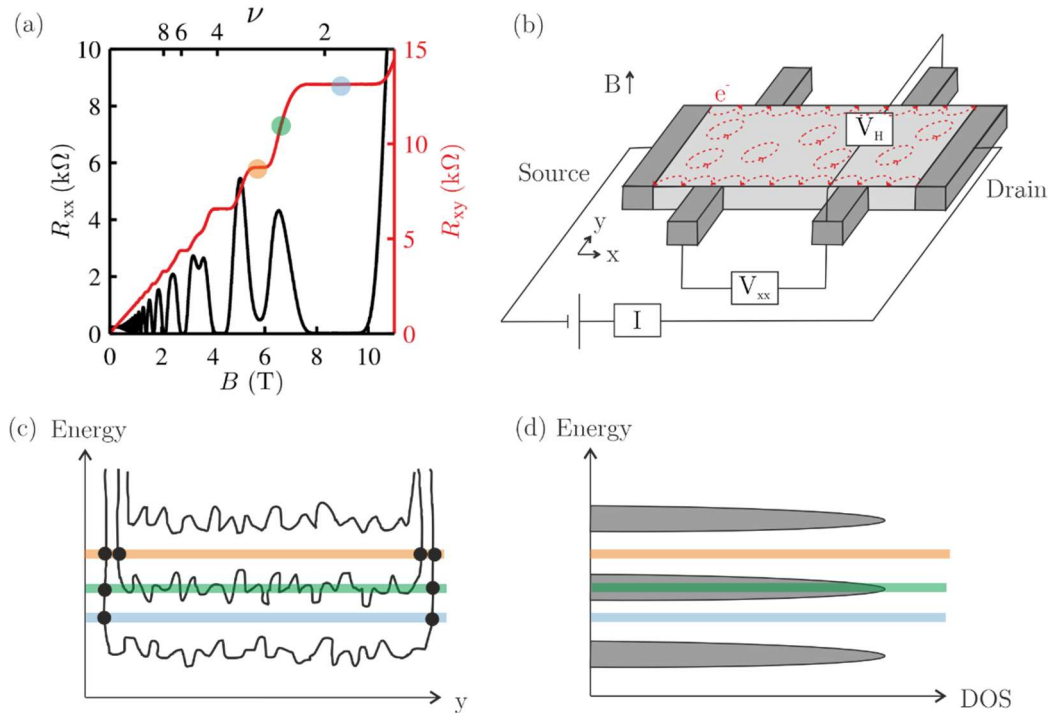 (a)
ν
8 6 4 2
10
8
6
4
2
0
R_xx (kΩ)
15
10
5
0
R_xy (kΩ)
0 2 4 6 8 10
B (T)
(b)
B↑
e⁻
V_H
Source
Drain
y
x
V_xx
I
(c) Energy
y
(d) Energy
DOS